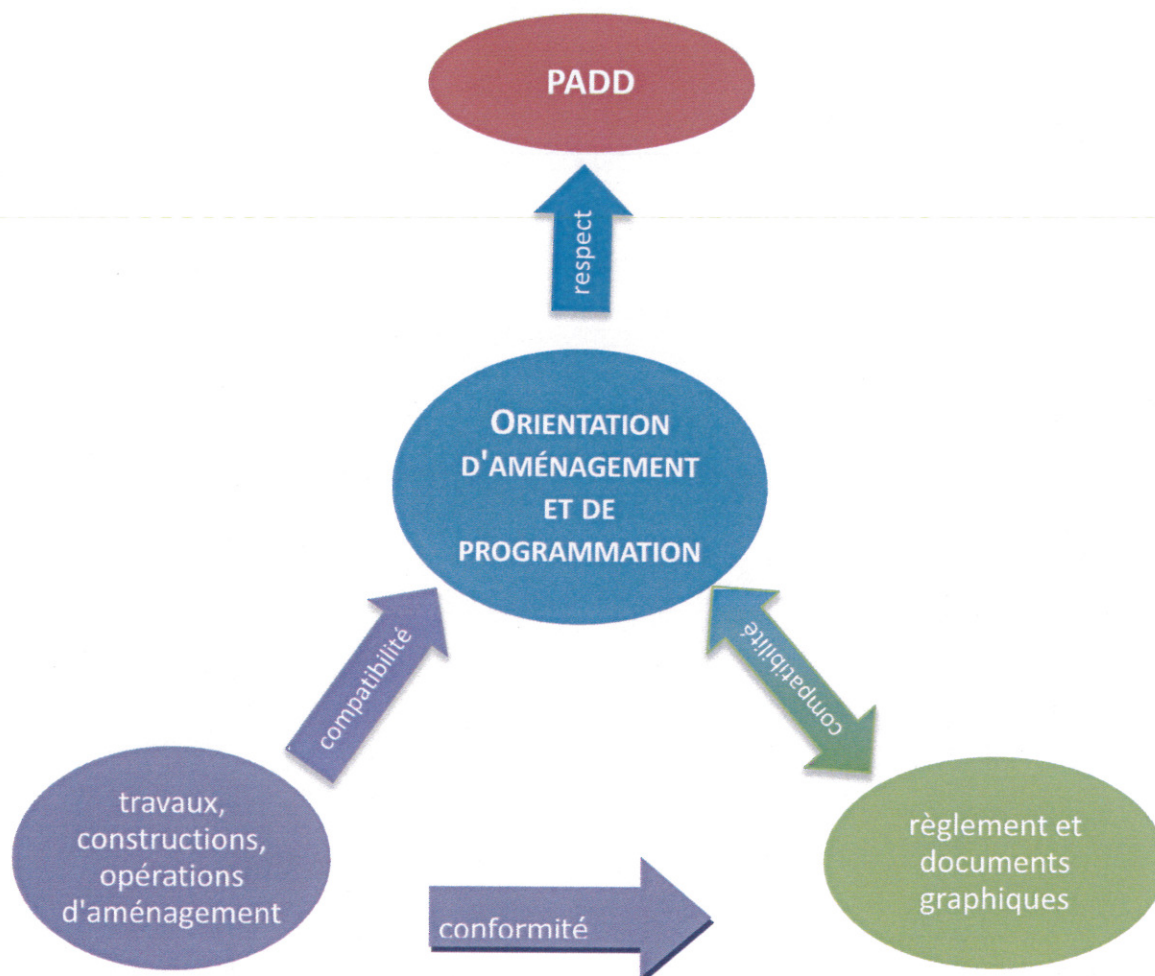 PADD
respect
ORIENTATION
D'AMÉNAGEMENT
ET DE
PROGRAMMATION
compatibilité
compatibilité
travaux,
constructions,
opérations
d'aménagement
conformité
règlement et
documents
graphiques